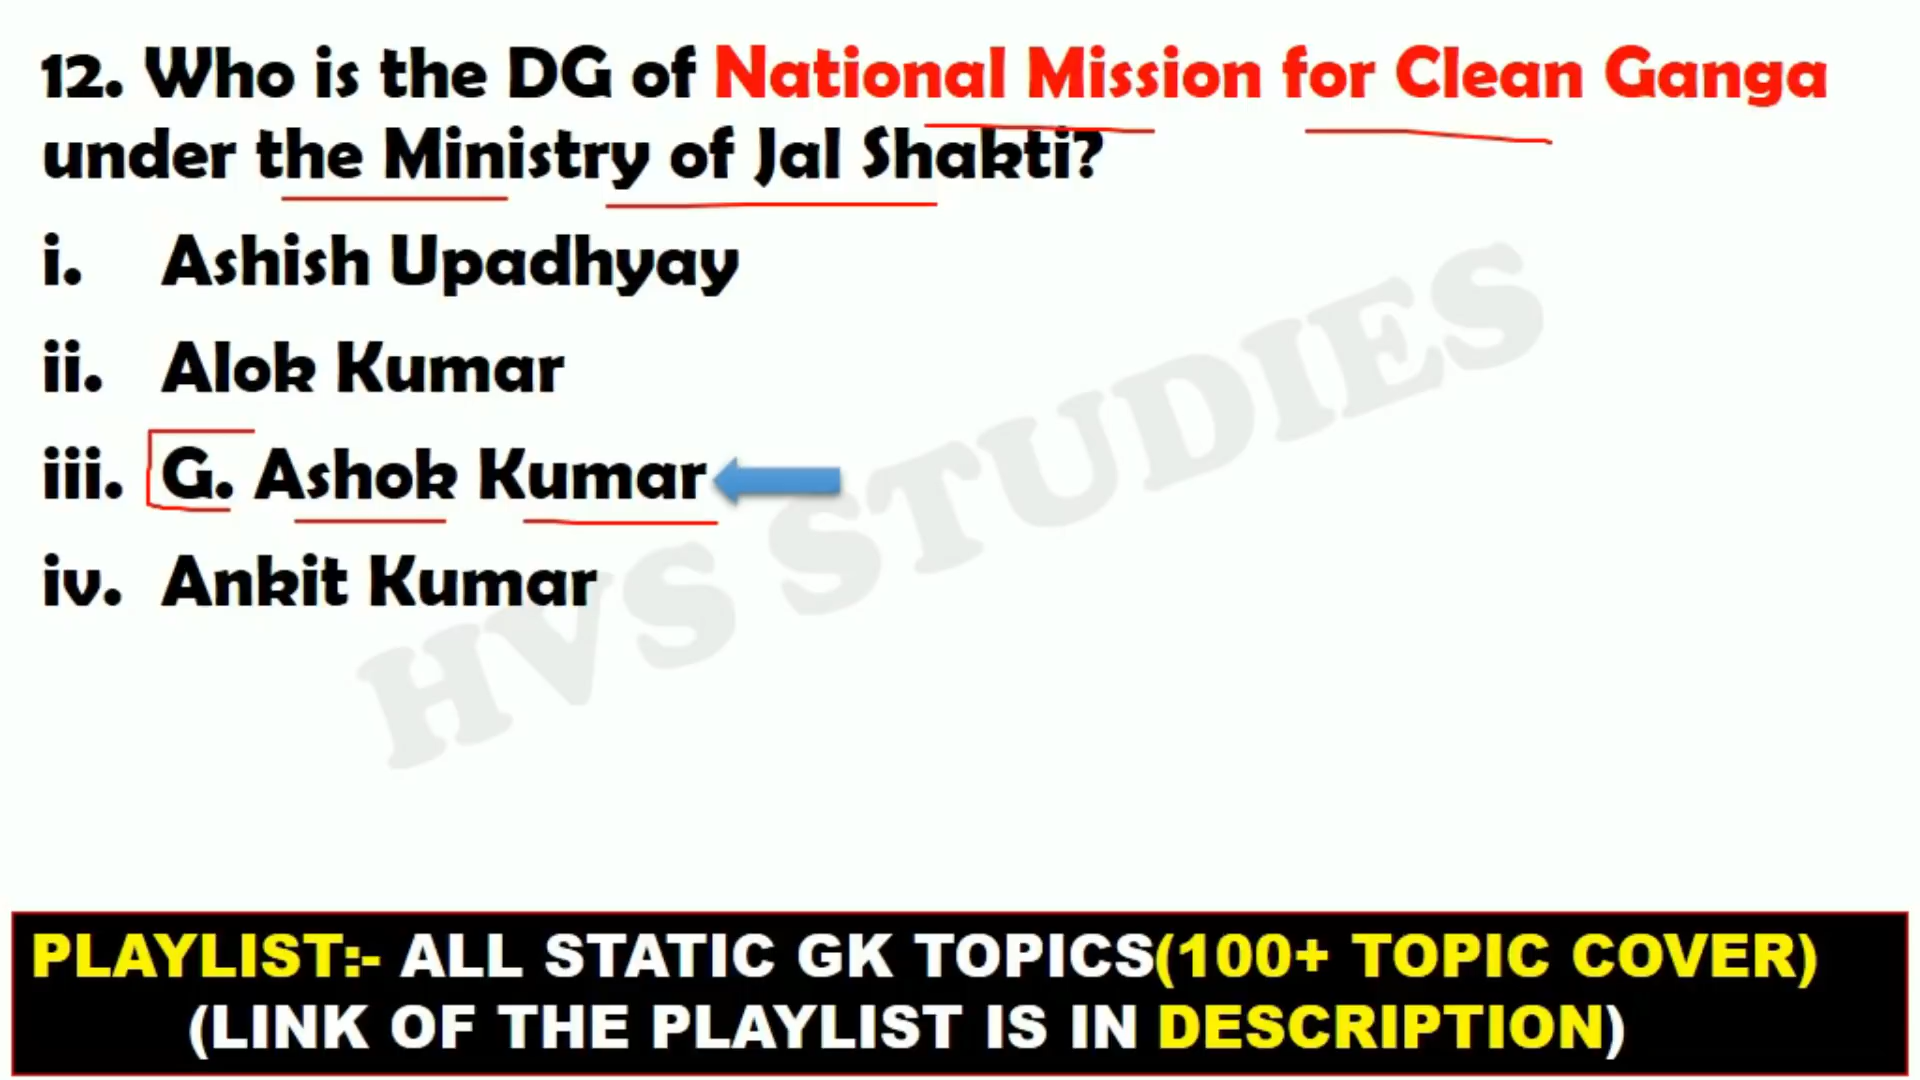 12. Who is the DG of National Mission for Clean Ganga
under the Ministry of Jal Shakti?
i. Ashish Upadhyay
ii. Alok Kumar
iii. G. Ashok Kumar
iv. Ankit Kumar
HVS STUDIES
PLAYLIST:- ALL STATIC GK TOPICS(100+ TOPIC COVER)
(LINK OF THE PLAYLIST IS IN DESCRIPTION)